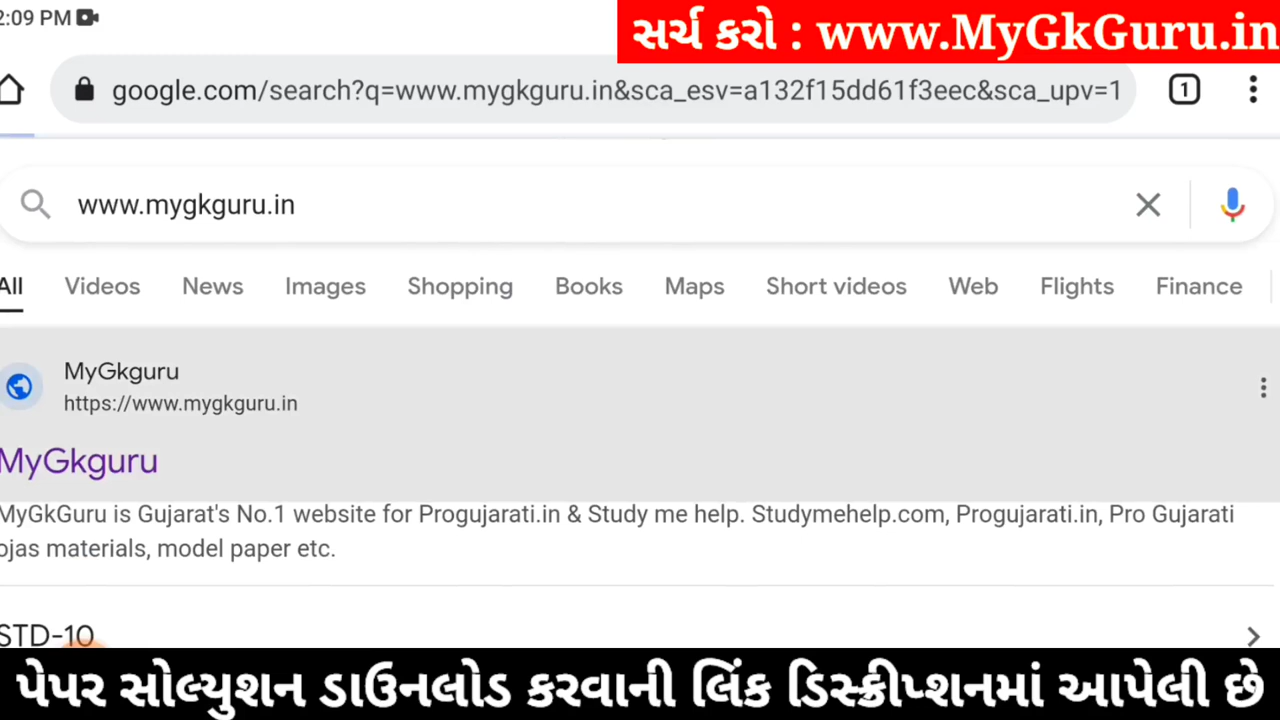 2:09 PM
સર્ચ કરો : www.MyGkGuru.in
google.com/search?q=www.mygkguru.in&sca_esv=a132f15dd61f3eec&sca_upv=1
1
www.mygkguru.in
All Videos News Images Shopping Books Maps Short videos Web Flights Finance
MyGkguru
https://www.mygkguru.in
MyGkguru
MyGkGuru is Gujarat's No.1 website for Progujarati.in & Study me help. Studymehelp.com, Progujarati.in, Pro Gujarati
ojas materials, model paper etc.
STD-10
પેપર સોલ્યુશન ડાઉનલોડ કરવાની લિંક ડિસ્ક્રીપ્શનમાં આપેલી છે